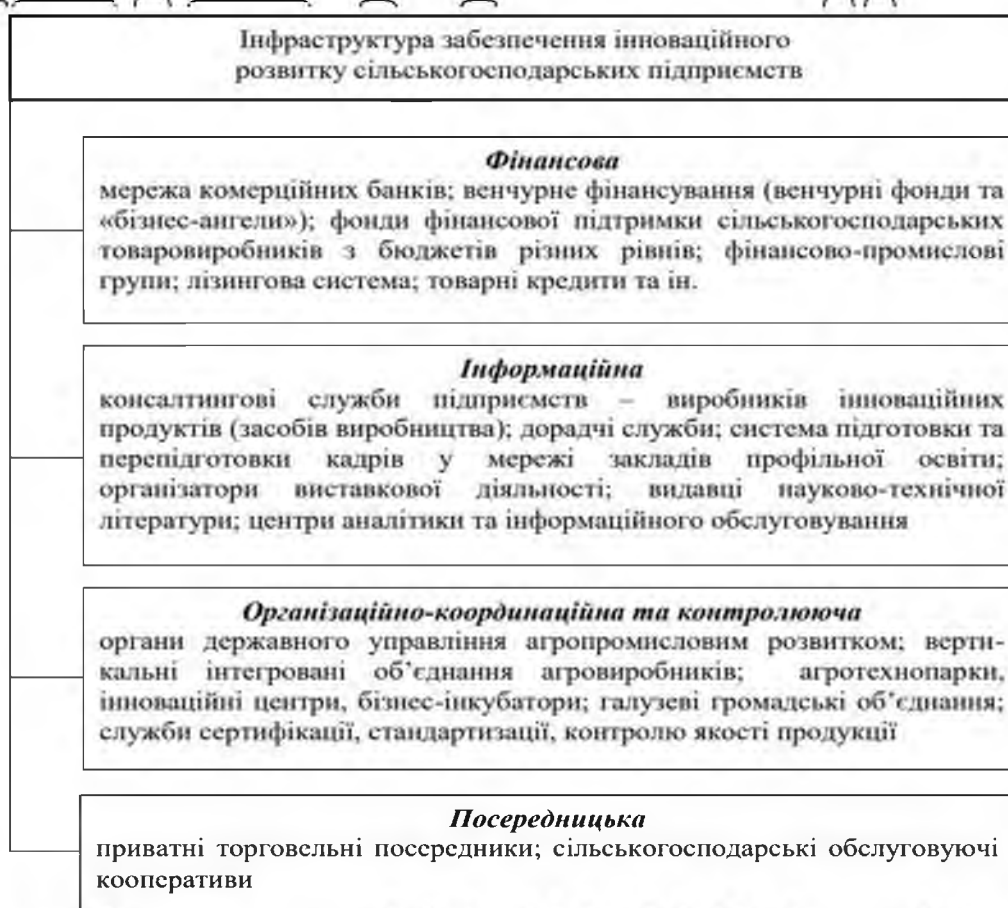 Інфраструктура забезпечення інноваційного
розвитку сільськогосподарських підприємств
Фінансова
мережа комерційних банків; венчурне фінансування (венчурні фонди та
«бізнес-ангели»); фонди фінансової підтримки сільськогосподарських
товаровиробників з бюджетів різних рівнів; фінансово-промислові
групи; лізингова система; товарні кредити та ін.
Інформаційна
консалтингові служби підприємств – виробників інноваційних
продуктів (засобів виробництва); дорадчі служби; система підготовки та
перепідготовки кадрів у мережі закладів профільної освіти;
організатори виставкової діяльності; видавці науково-технічної
літератури; центри аналітики та інформаційного обслуговування
Організаційно-координаційна та контролююча
органи державного управління агропромисловим розвитком; верти-
кальні інтегровані об’єднання агровиробників; агротехнопарки,
інноваційні центри, бізнес-інкубатори; галузеві громадські об’єднання;
служби сертифікації, стандартизації, контролю якості продукції
Посередницька
приватні торговельні посередники; сільськогосподарські обслуговуючі
кооперативи